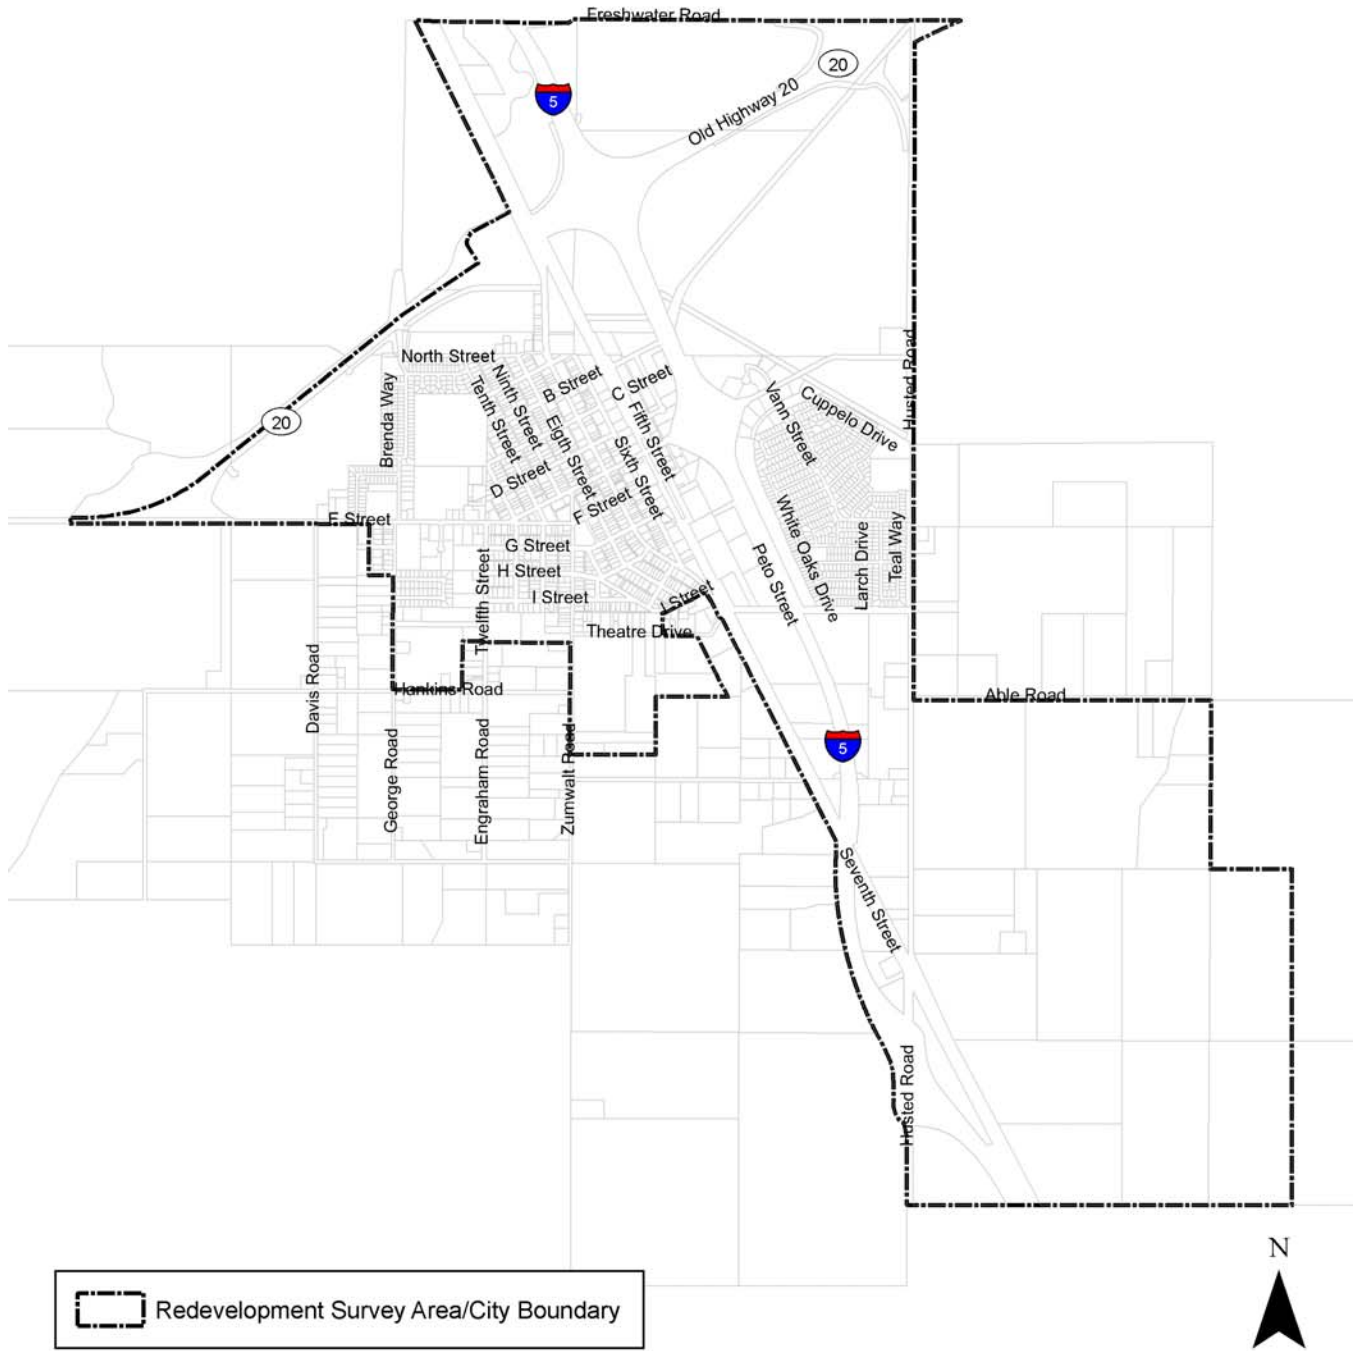 Freshwater Road
20
5
Old Highway 20
Husted Road
North Street
Ninth Street
Tenth Street
B Street
C Street
Fifth Street
Vann Street
Cuppelo Drive
20
Brenda Way
Eigth Street
Sixth Street
D Street
F Street
E Street
White Oaks Drive
Peto Street
Larch Drive
Teal Way
G Street
H Street
Twelfth Street
I Street
J Street
Theatre Drive
Davis Road
Hankins Road
Able Road
George Road
Engraham Road
Zumwalt Road
5
Seventh Street
Husted Road
N
Redevelopment Survey Area/City Boundary